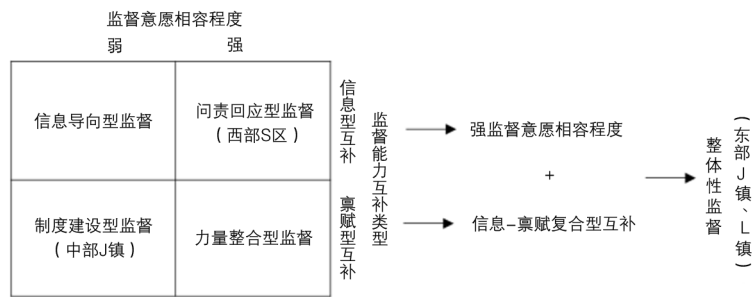 监督意愿相容程度
弱 强
信息导向型监督
问责回应型监督
（西部S区）
制度建设型监督
（中部J镇）
力量整合型监督
信息型互补
禀赋型互补
监督能力互补类型
强监督意愿相容程度
+
信息-禀赋复合型互补
整体性监督
（东部J镇、L镇）